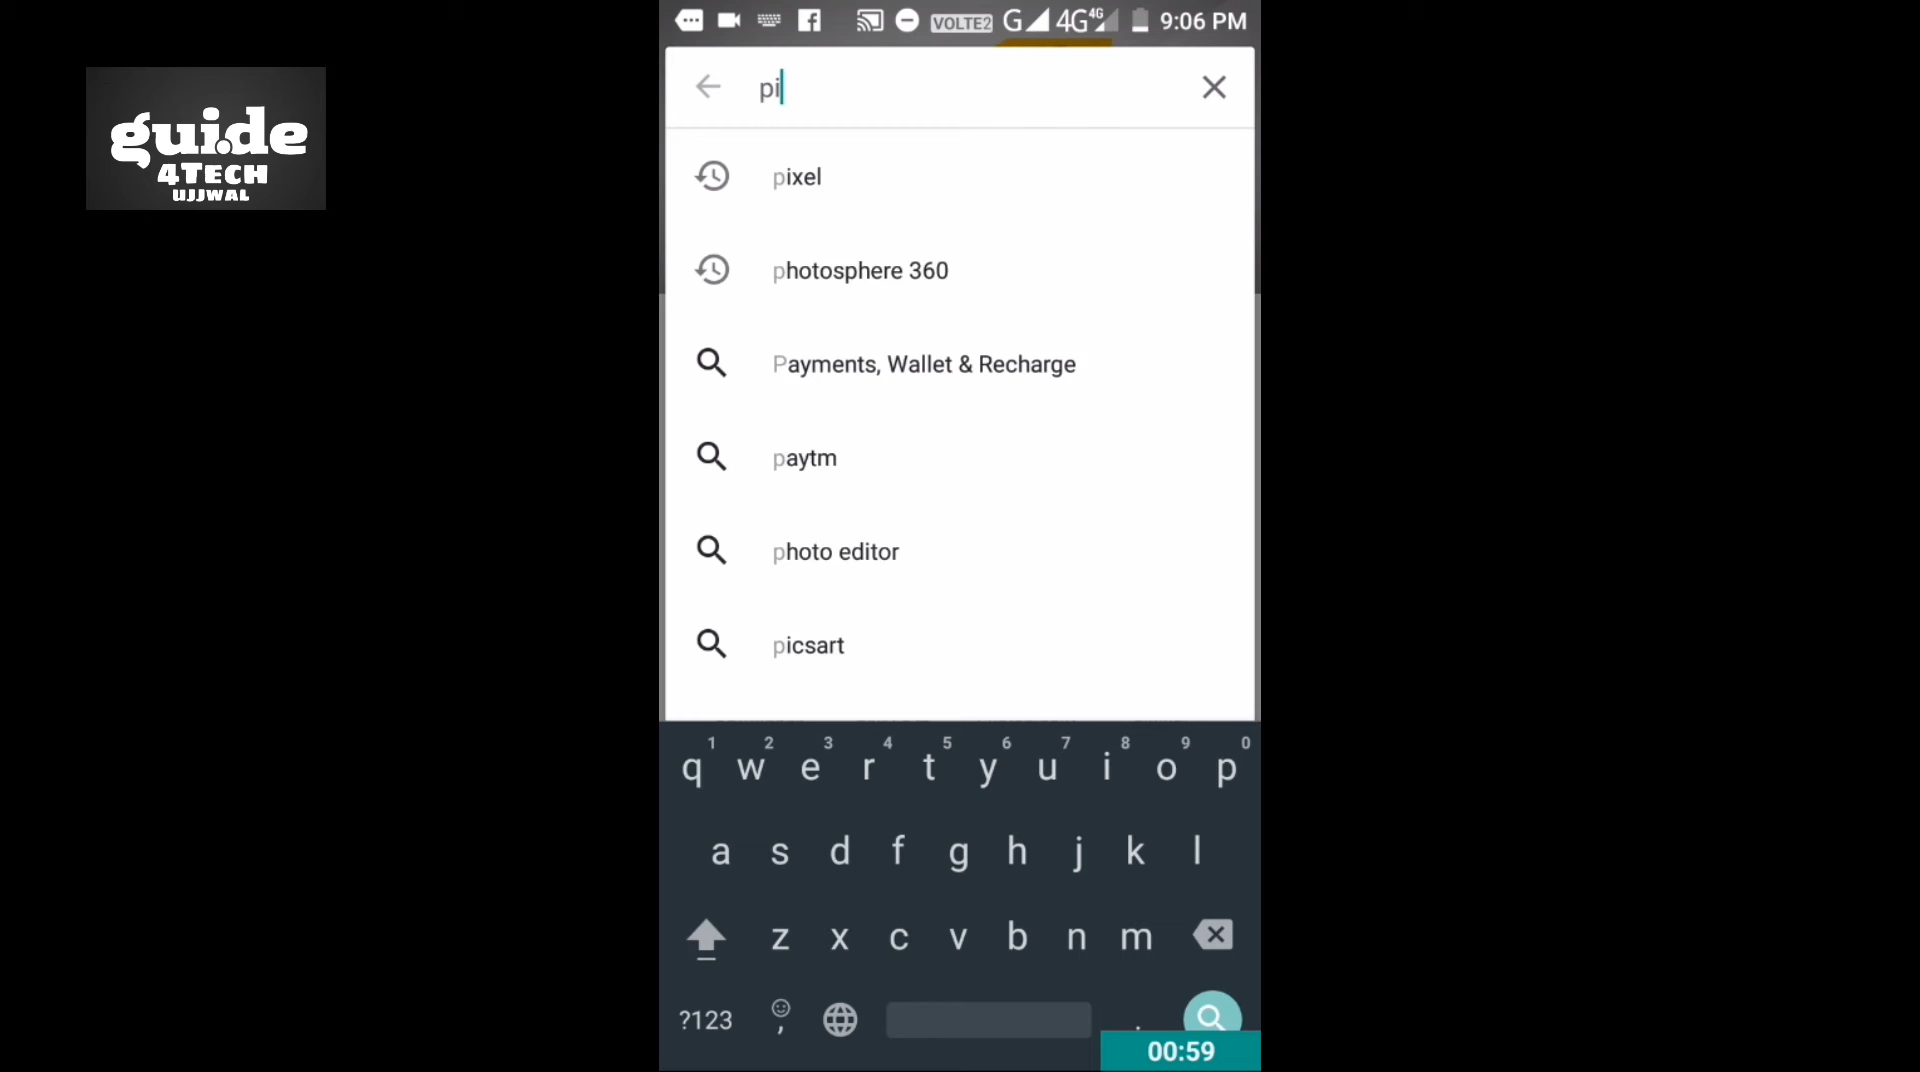 guide
4TECH
UJJWAL
VOLTE2 G 4G 4G 9:06 PM
pi
pixel
photosphere 360
Payments, Wallet & Recharge
paytm
photo editor
picsart
1 2 3 4 5 6 7 8 9 0
q w e r t y u i o p
a s d f g h j k l
z x c v b n m
?123 , .
00:59